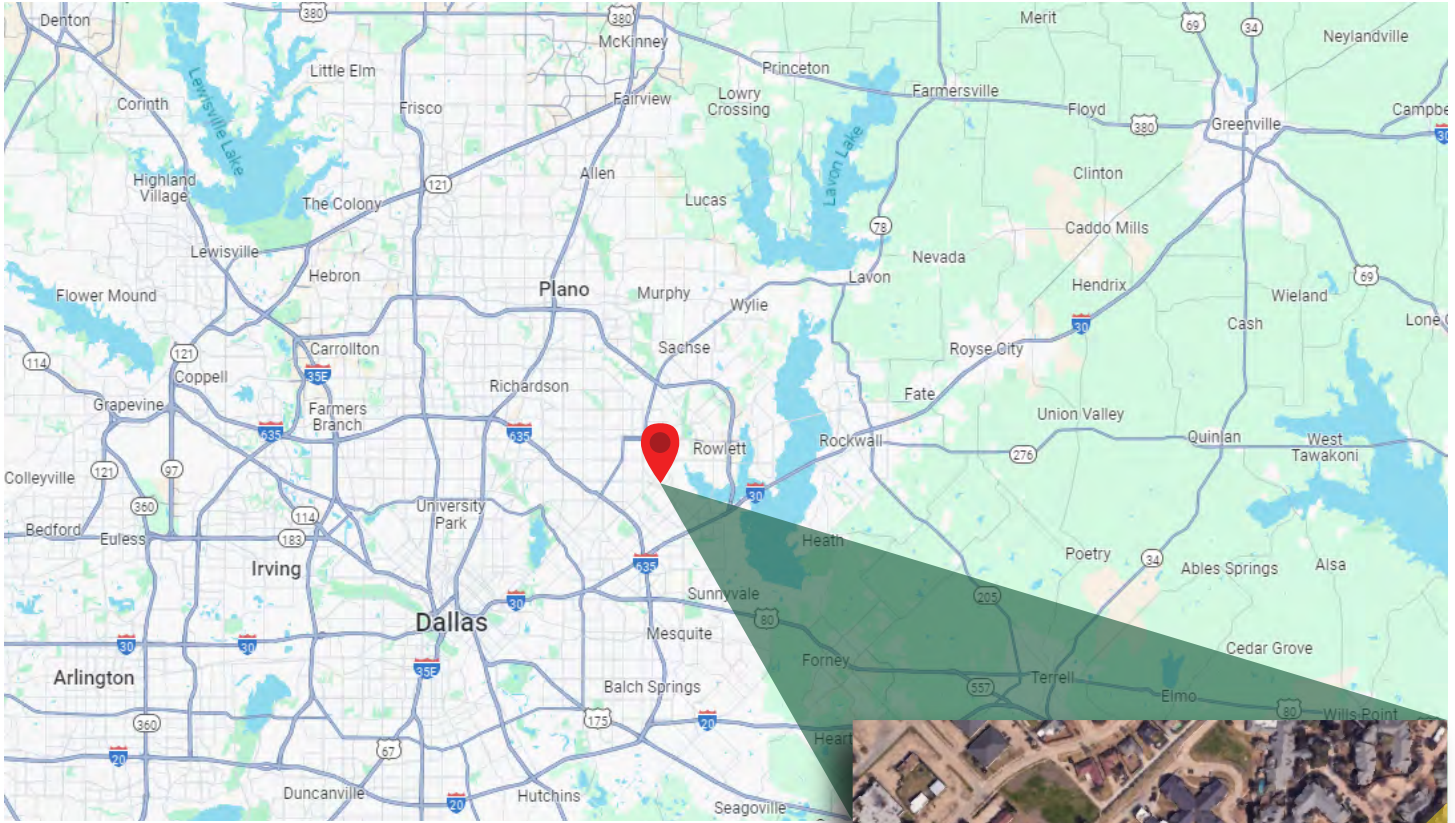 Denton
380
380
Merit
69
34
Neylandville
McKinney
Little Elm
Princeton
Corinth
Lewisville Lake
Frisco
Fairview
Lowry
Crossing
Farmersville
Floyd
380
Greenville
Lavon Lake
Highland
Village
121
Allen
Clinton
The Colony
Lucas
78
Caddo Mills
Lewisville
Nevada
Hebron
Lavon
69
Flower Mound
Plano
Murphy
Wylie
Hendrix
Wieland
30
Cash
121
Carrollton
Sachse
Royse City
114
Coppell
35E
Richardson
Fate
Grapevine
Farmers
Branch
635
635
Union Valley
Rowlett
Rockwall
Quinlan
West
Tawakoni
276
Colleyville
121
97
30
360
114
University
Park
Bedford
Euless
183
Heath
Poetry
34
Ables Springs
Alsa
Irving
635
Sunnyvale
205
30
80
Dallas
Mesquite
30
30
Cedar Grove
Forney
35E
Arlington
Terrell
Balch Springs
557
Elmo
360
175
20
80
Wills Point
67
20
Duncanville
20
Hutchins
Seagoville